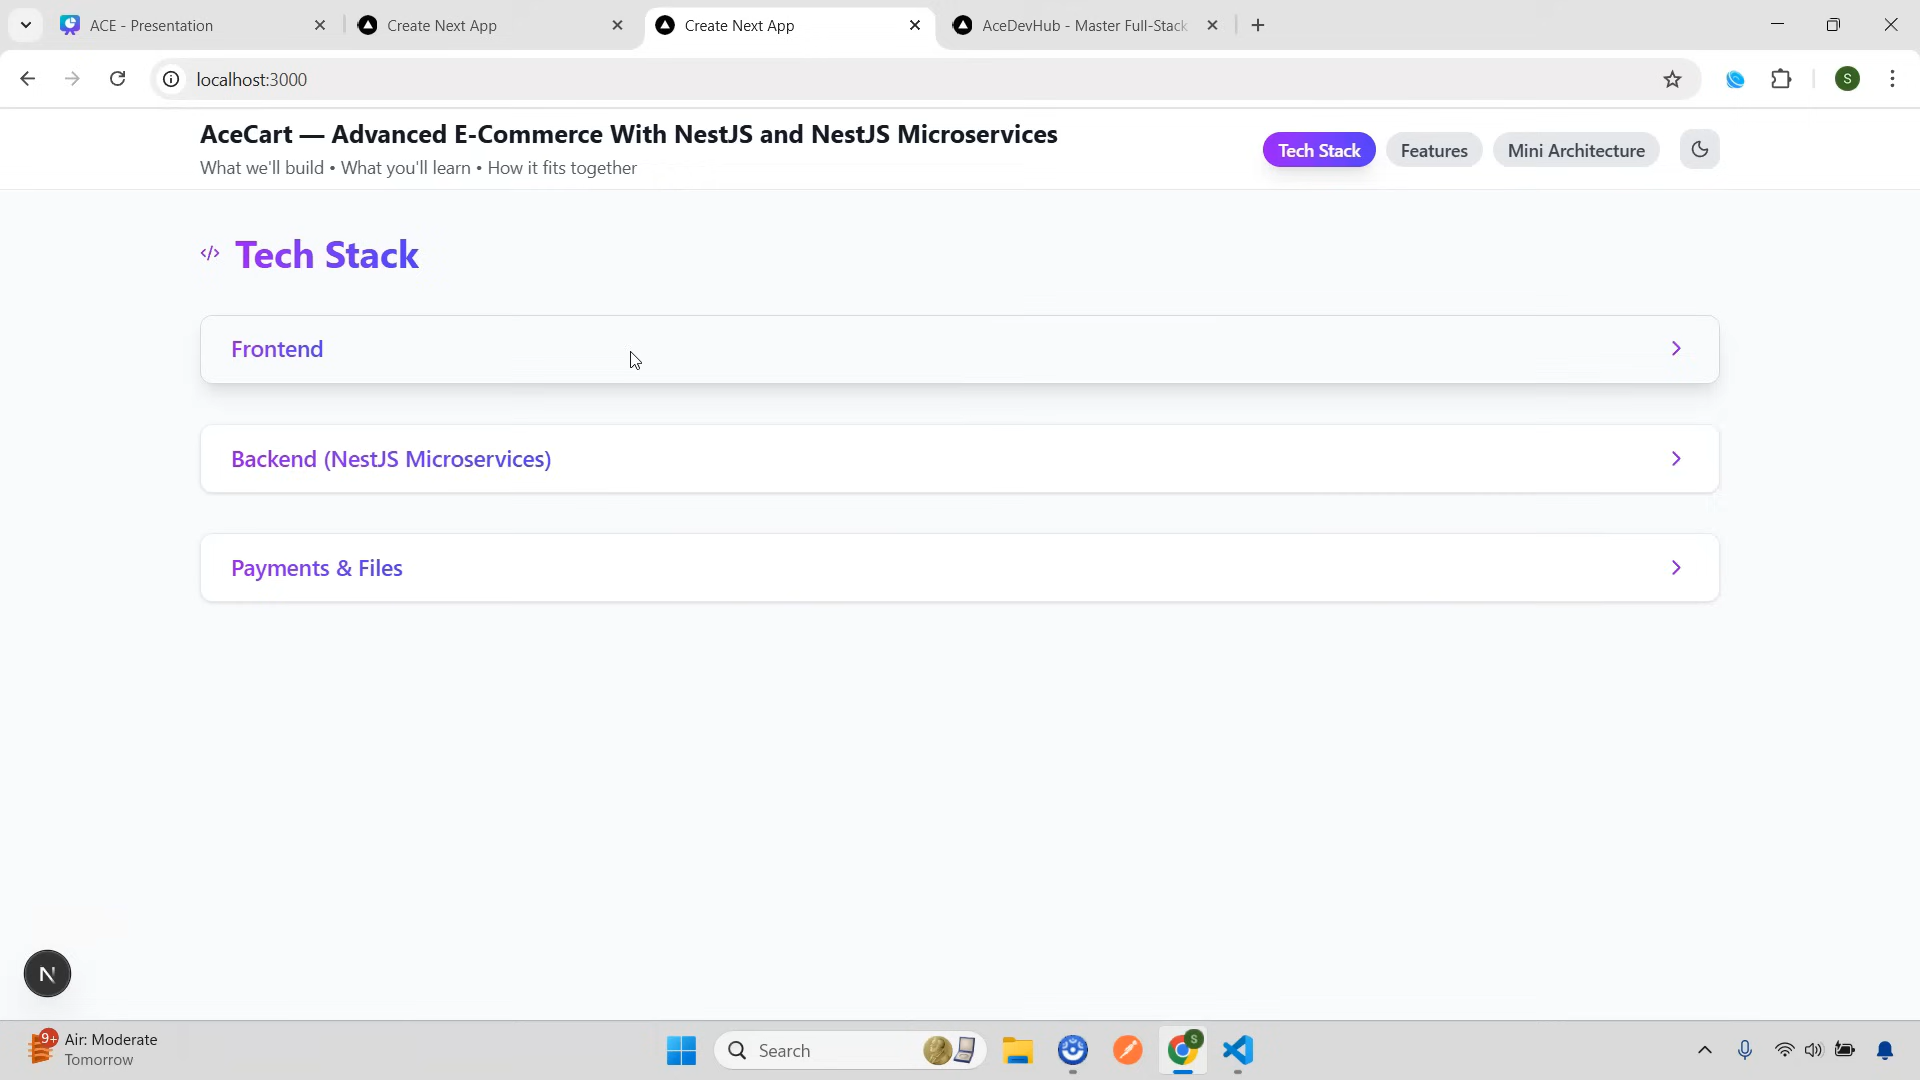 ACE - Presentation
Create Next App
Create Next App
AceDevHub - Master Full-Stack
localhost:3000
S
AceCart — Advanced E-Commerce With NestJS and NestJS Microservices
What we'll build • What you'll learn • How it fits together
Tech Stack
Features
Mini Architecture
</> Tech Stack
Frontend
Backend (NestJS Microservices)
Payments & Files
N
9+
Air: Moderate
Tomorrow
Search
S